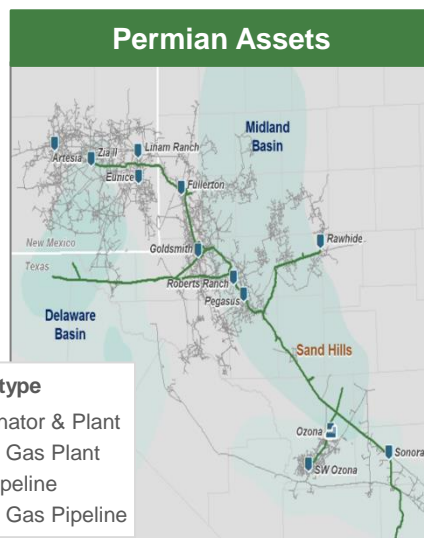 Permian Assets
Midland
Basin
Linam Ranch
Zia II
Artesia
Eunice
Fullerton
New Mexico
Texas
Goldsmith
Rawhide
Roberts Ranch
Pegasus
Delaware
Basin
Sand Hills
type
nator & Plant
Gas Plant
peline
Gas Pipeline
Ozona
Sonora
SW Ozona